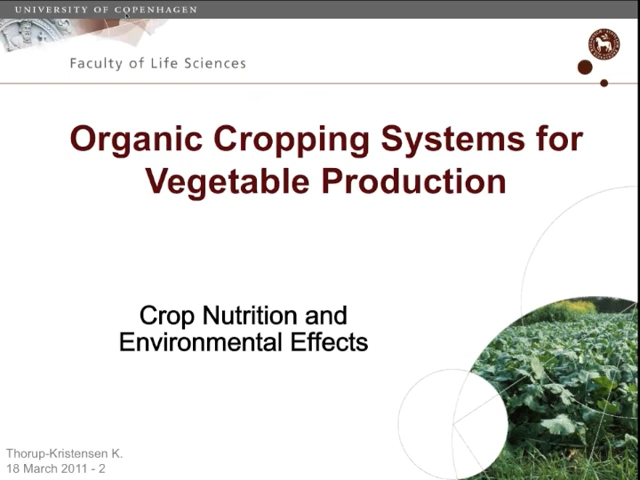 UNIVERSITY OF COPENHAGEN
Faculty of Life Sciences
Organic Cropping Systems for
Vegetable Production
Crop Nutrition and
Environmental Effects
Thorup-Kristensen K.
18 March 2011 - 2